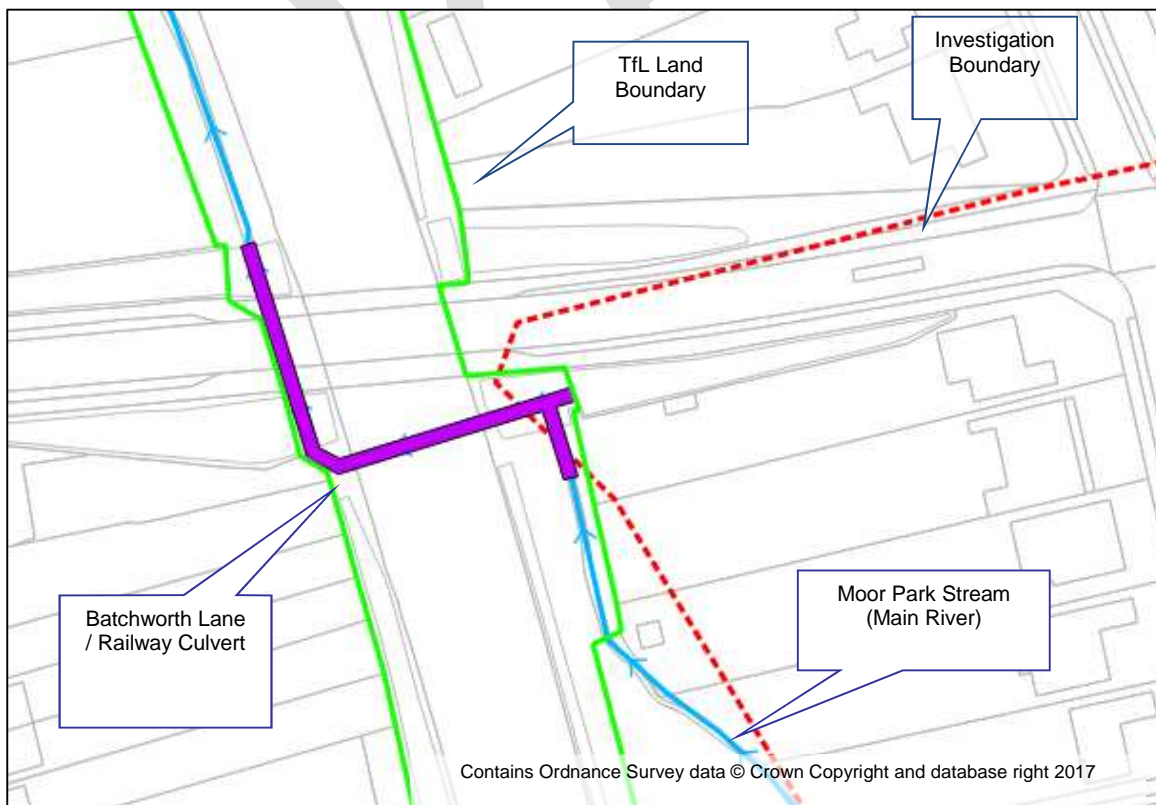 TfL Land
Boundary
Investigation
Boundary
Batchworth Lane
/ Railway Culvert
Moor Park Stream
(Main River)
Contains Ordnance Survey data © Crown Copyright and database right 2017